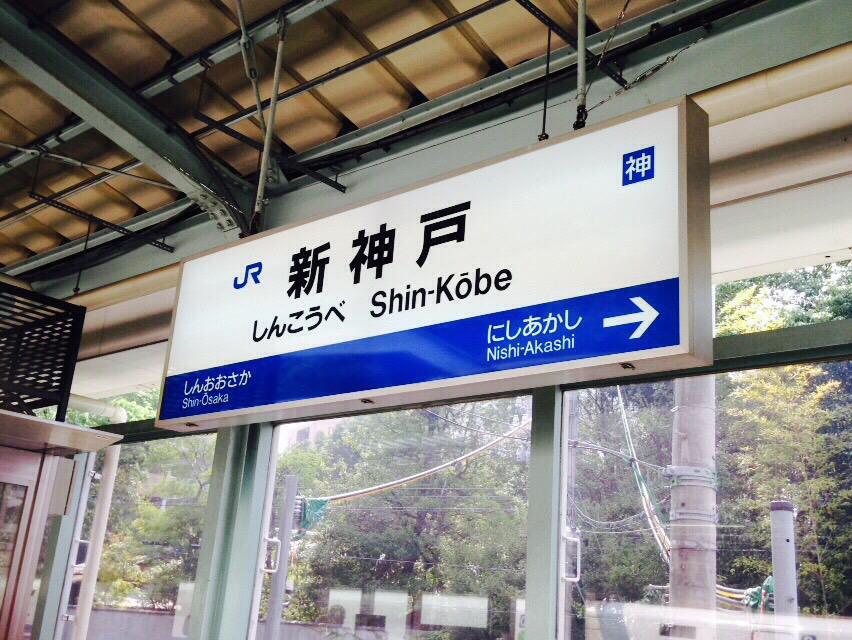 神
JR 新神戸
しんこうべ Shin-Kōbe
しんおおさか
Shin-Ōsaka
にしあかし →
Nishi-Akashi